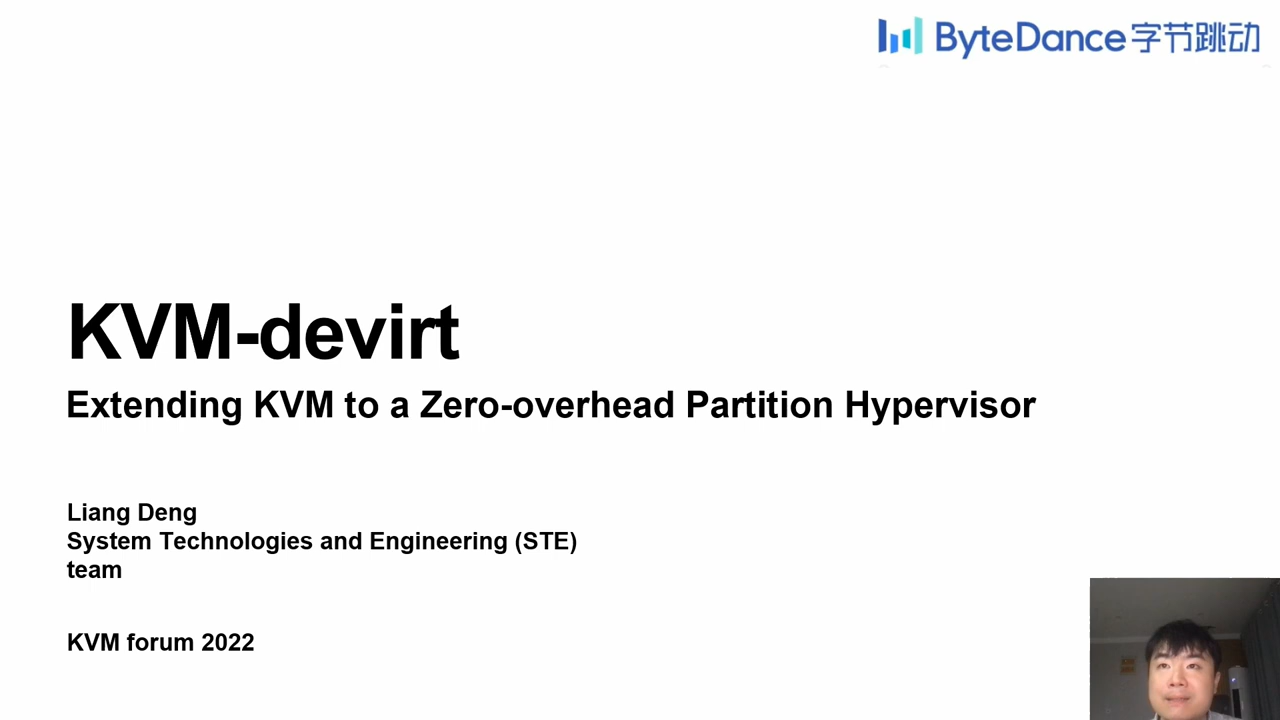 ByteDance字节跳动
KVM-devirt
Extending KVM to a Zero-overhead Partition Hypervisor
Liang Deng
System Technologies and Engineering (STE)
team
KVM forum 2022